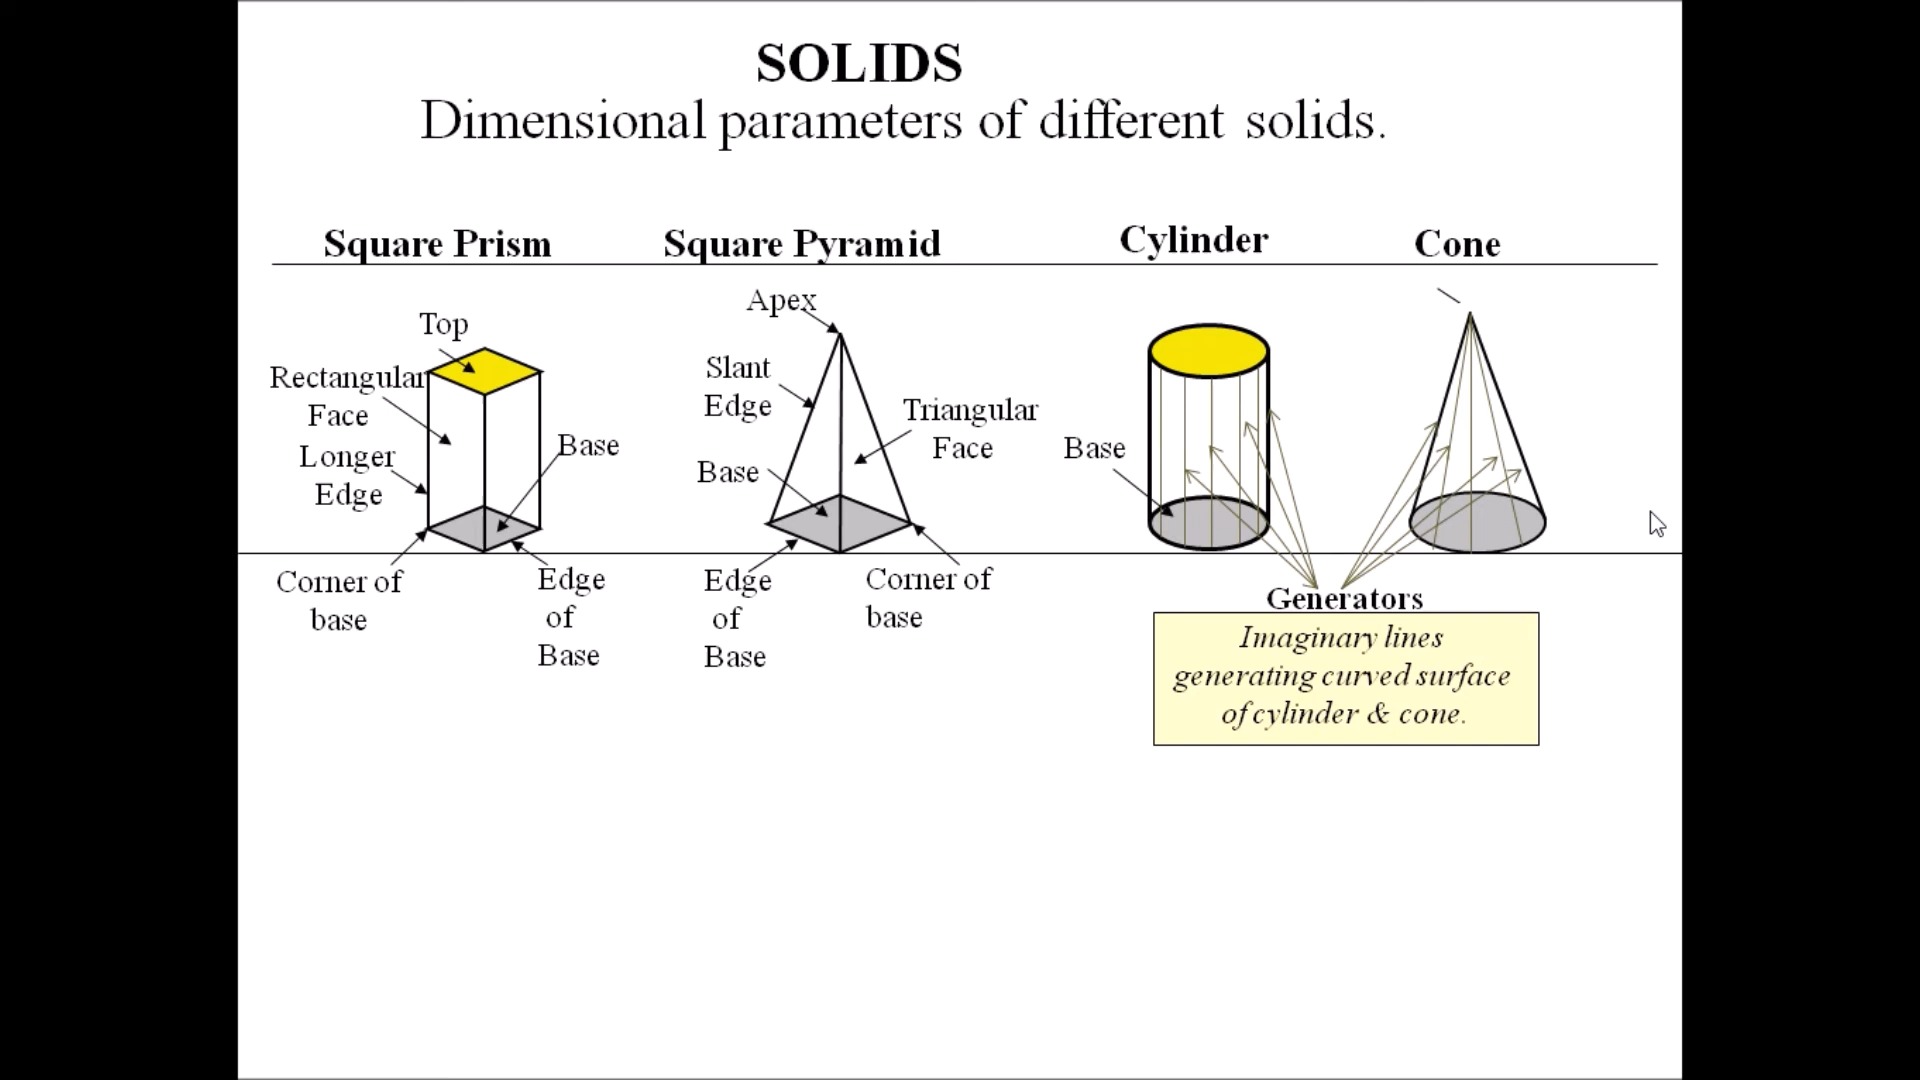 SOLIDS
Dimensional parameters of different solids.
Square Prism
Square Pyramid
Cylinder
Cone
Top
Rectangular
Face
Longer
Edge
Base
Corner of
base
Edge
of
Base
Apex
Slant
Edge
Triangular
Face
Base
Edge
of
Base
Corner of
base
Base
Generators
Imaginary lines
generating curved surface
of cylinder & cone.